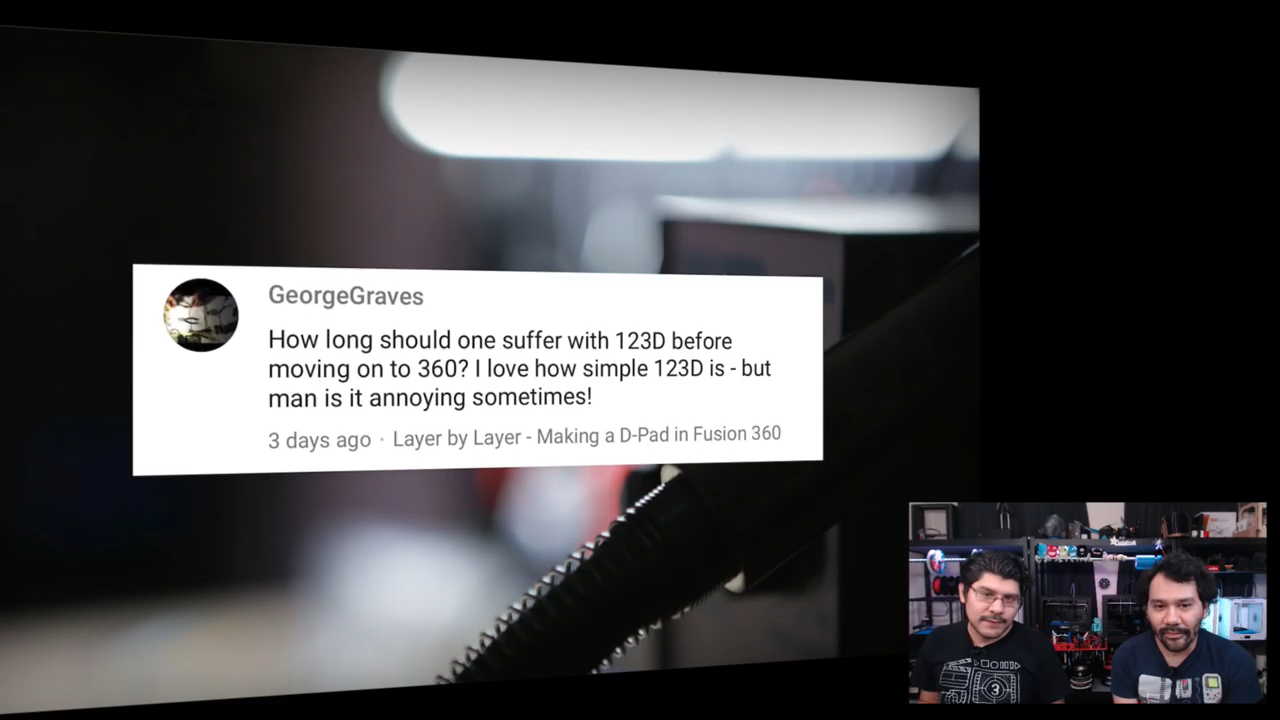 GeorgeGraves
How long should one suffer with 123D before
moving on to 360? I love how simple 123D is - but
man is it annoying sometimes!
3 days ago · Layer by Layer - Making a D-Pad in Fusion 360
3